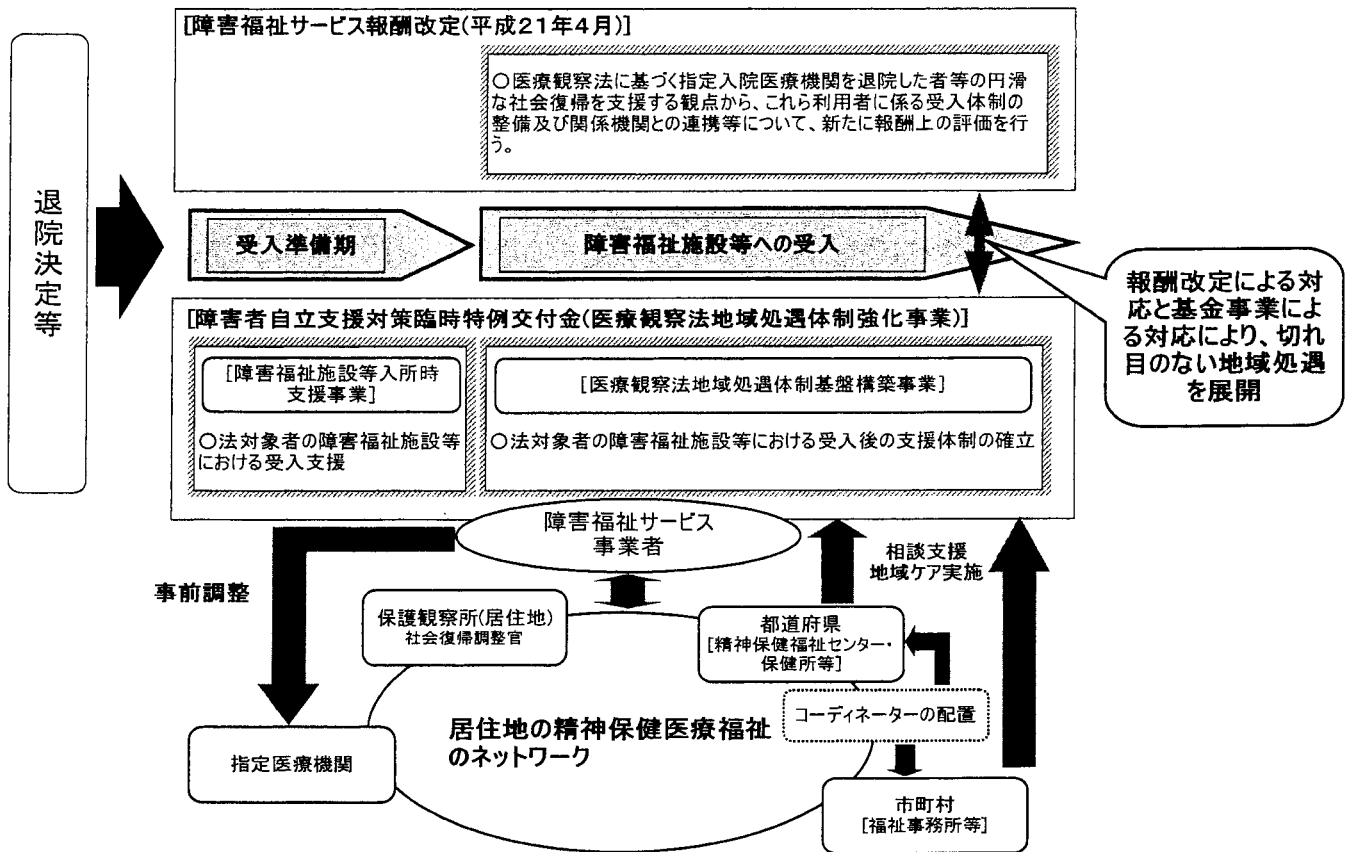 [障害福祉サービス報酬改定(平成21年4月)]
○医療観察法に基づく指定入院医療機関を退院した者等の円滑
な社会復帰を支援する観点から、これら利用者に係る受入体制の
整備及び関係機関との連携等について、新たに報酬上の評価を行
う。
退院決定等
受入準備期
障害福祉施設等への受入
報酬改定による対
応と基金事業によ
る対応により、切れ
目のない地域処遇
を展開
[障害者自立支援対策臨時特例交付金(医療観察法地域処遇体制強化事業)]
[障害福祉施設等入所時
支援事業]
○法対象者の障害福祉施設等
における受入支援
[医療観察法地域処遇体制基盤構築事業]
○法対象者の障害福祉施設等における受入後の支援体制の確立
障害福祉サービス
事業者
相談支援
地域ケア実施
事前調整
保護観察所(居住地)
社会復帰調整官
都道府県
[精神保健福祉センター・
保健所等]
コーディネーターの配置
居住地の精神保健医療福祉
のネットワーク
指定医療機関
市町村
[福祉事務所等]